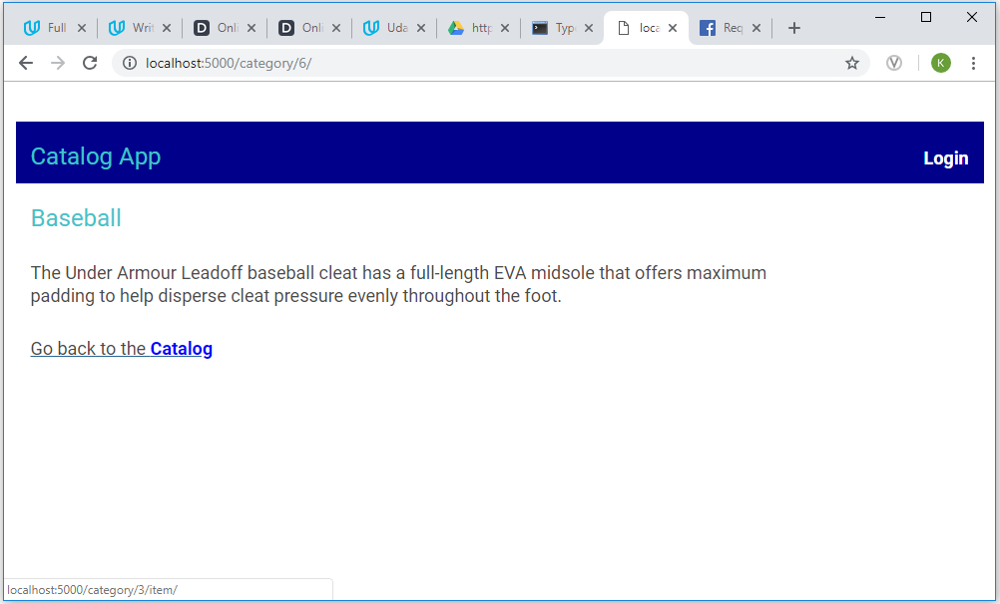 Full
Writ
Onli
Onli
Uda
http
Type
loca
Req
localhost:5000/category/6/
K
Catalog App
Login
Baseball
The Under Armour Leadoff baseball cleat has a full-length EVA midsole that offers maximum
padding to help disperse cleat pressure evenly throughout the foot.
Go back to the Catalog
localhost:5000/category/3/item/